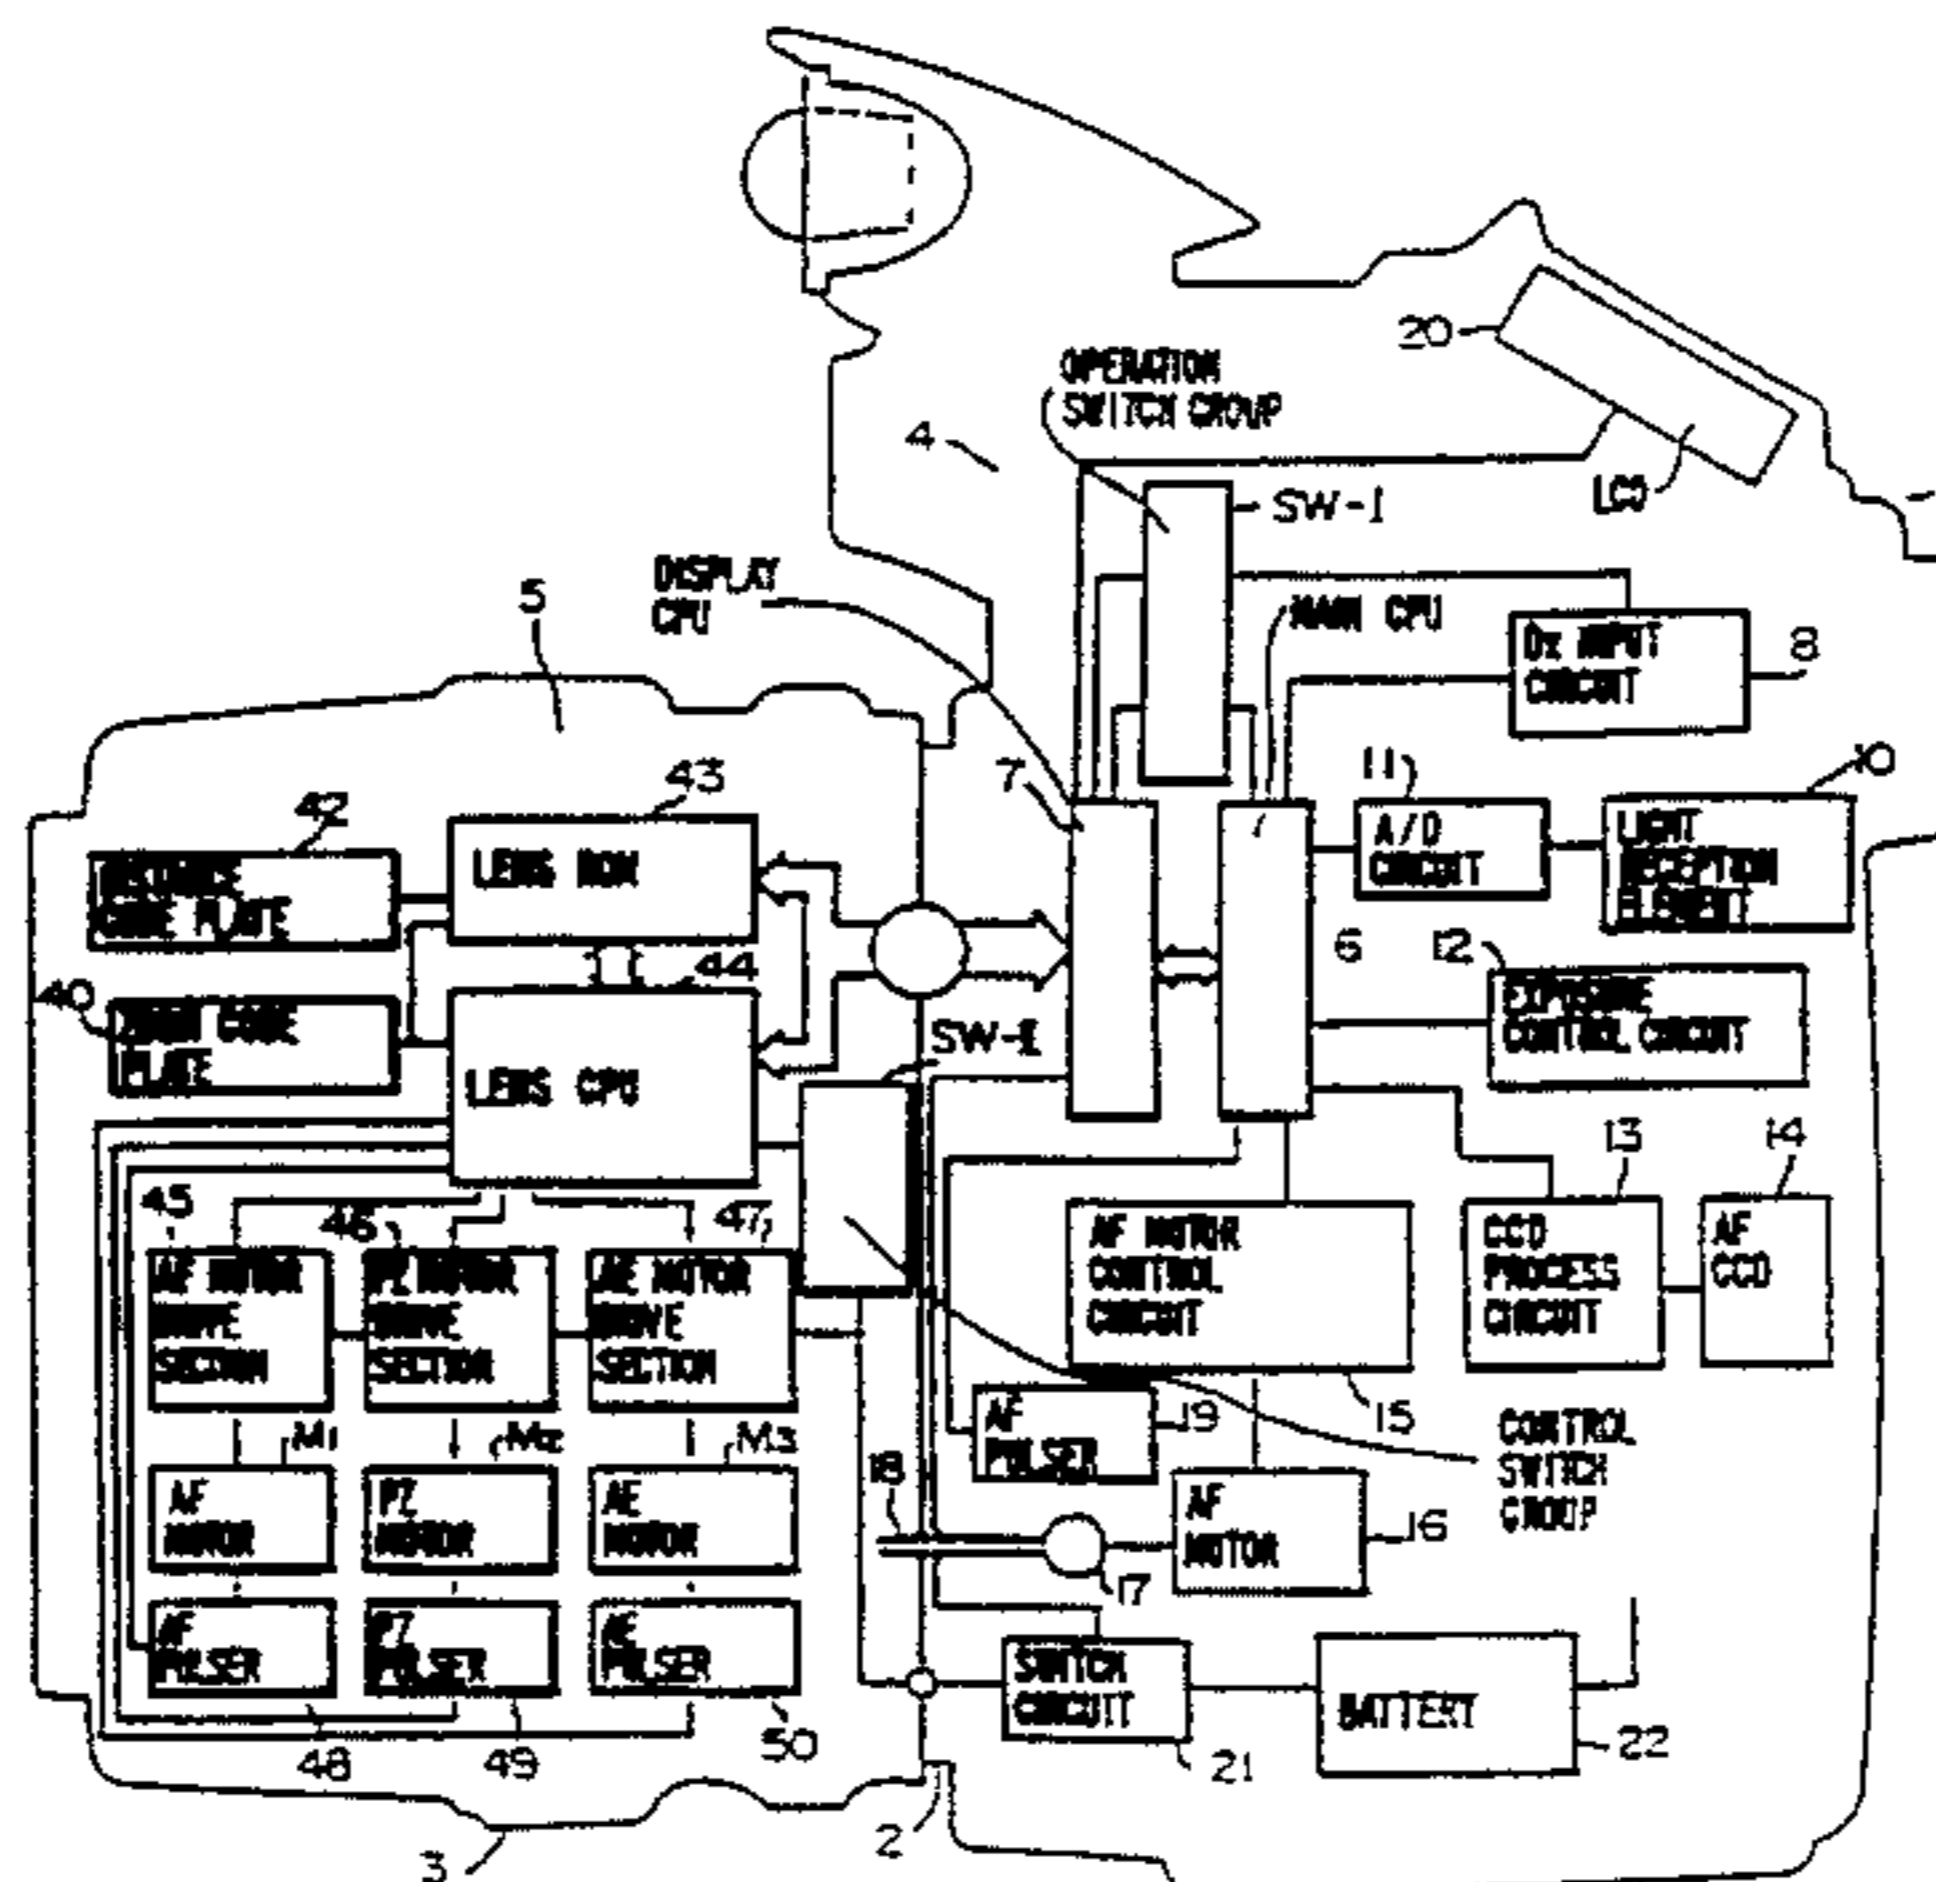 20
OPERATION
SWITCH GROUP
4
SW-I
LCD
DISPLAY
CPU
5
MAIN CPU
DX INPUT
CIRCUIT
8
43
7
11
10
42
LENS ROM
A/D
CIRCUIT
LIGHT
RECEPTION
ELEMENT
DISTANCE
CODE PLATE
44
6
12
40
EXPOSURE
CONTROL CIRCUIT
ZOOM CODE
PLATE
SW-II
LENS CPU
13
14
45
46
47
AF MOTOR
CONTROL
CIRCUIT
CCD
PROCESS
CIRCUIT
AF
CCD
AF MOTOR
DRIVE
SECTION
PZ MOTOR
DRIVE
SECTION
AE MOTOR
DRIVE
SECTION
AF
PULSER
19
15
CONTROL
SWITCH
GROUP
M1
M2
M3
18
AF
MOTOR
PZ
MOTOR
AE
MOTOR
AF
MOTOR
16
17
AF
PULSER
PZ
PULSER
AE
PULSER
SWITCH
CIRCUIT
BATTERY
48
49
50
21
22
2
3